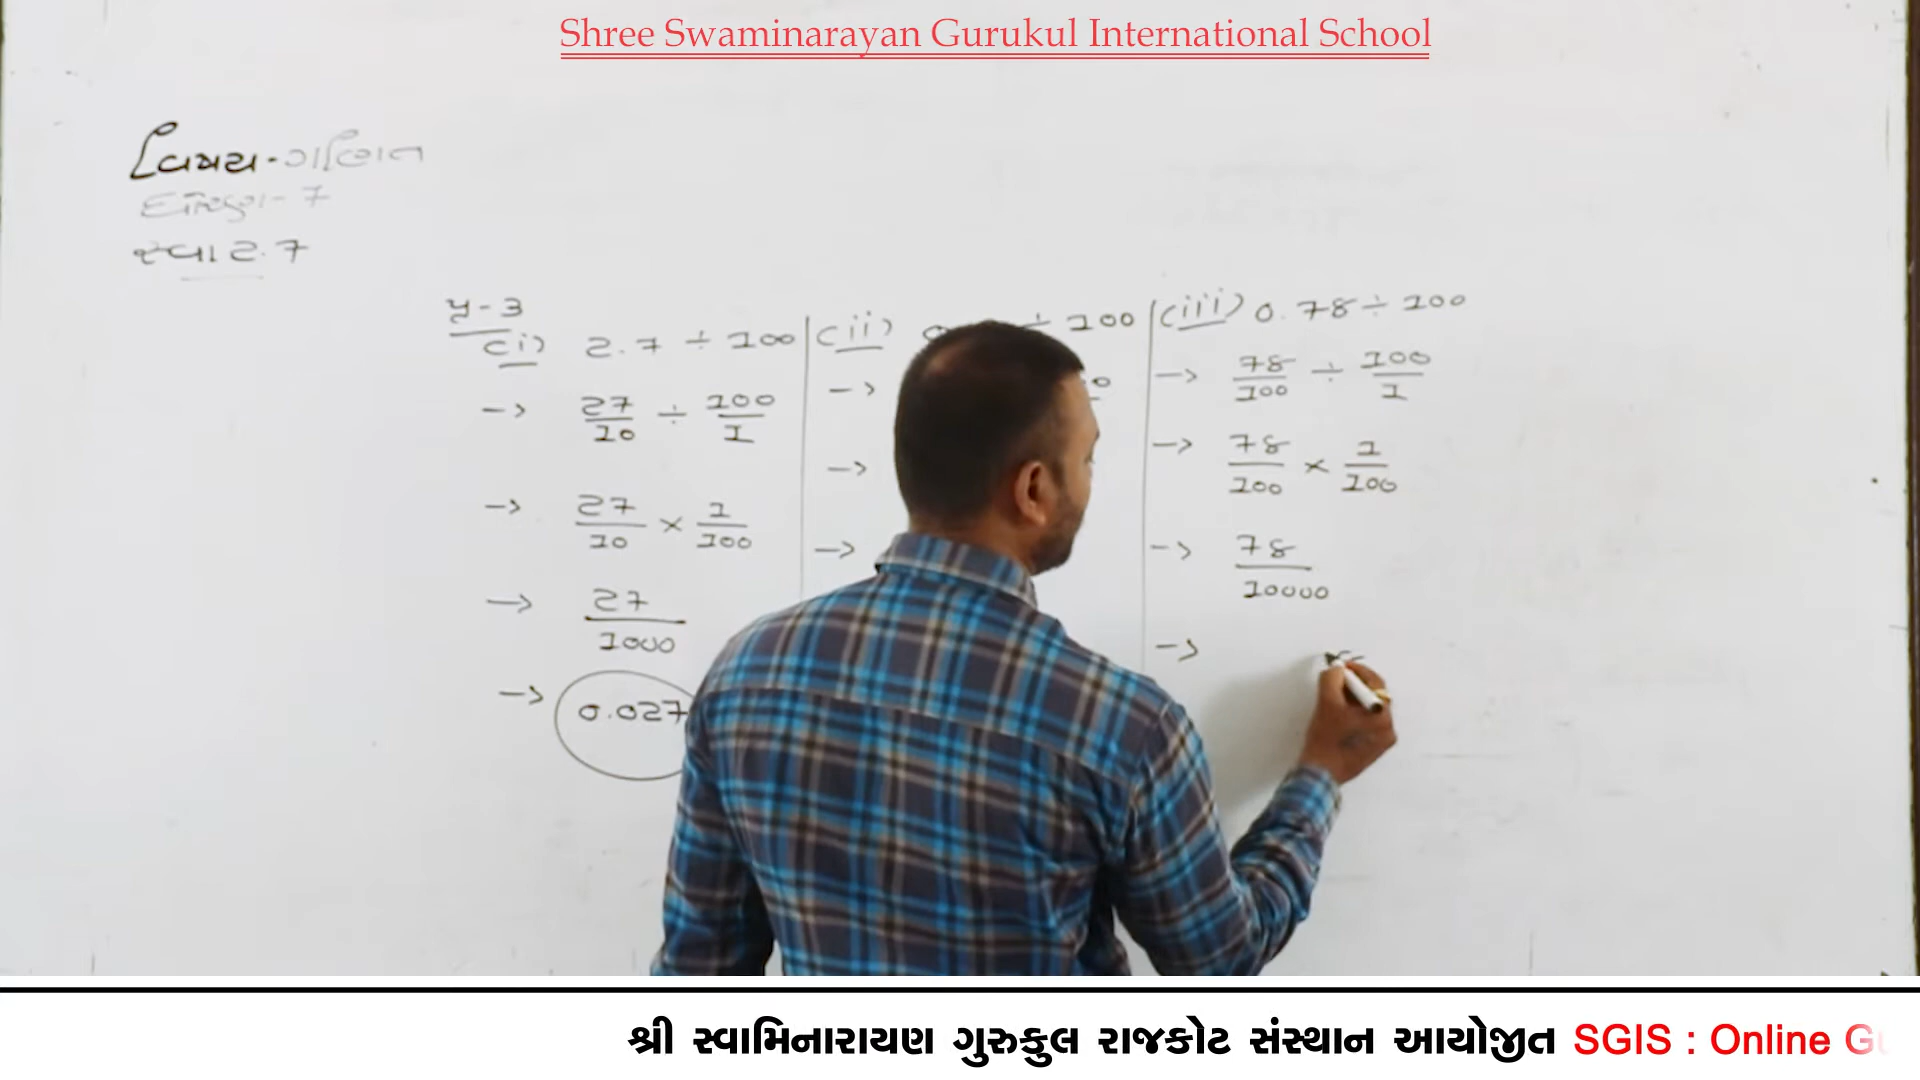 Shree Swaminarayan Gurukul International School
વિષય - ગણિત
ધોરણ - 7
સ્વા 2.7
પ્ર - 3
(i) 2.7 ÷ 100
-> 27/10 ÷ 100/1
-> 27/10 × 1/100
-> 27/1000
-> 0.027
(ii) ÷ 100
->
->
->
(iii) 0.78 ÷ 100
-> 78/100 ÷ 100/1
-> 78/100 × 1/100
-> 78/10000
->
શ્રી સ્વામિનારાયણ ગુરુકુલ રાજકોટ સંસ્થાન આયોજીત SGIS : Online